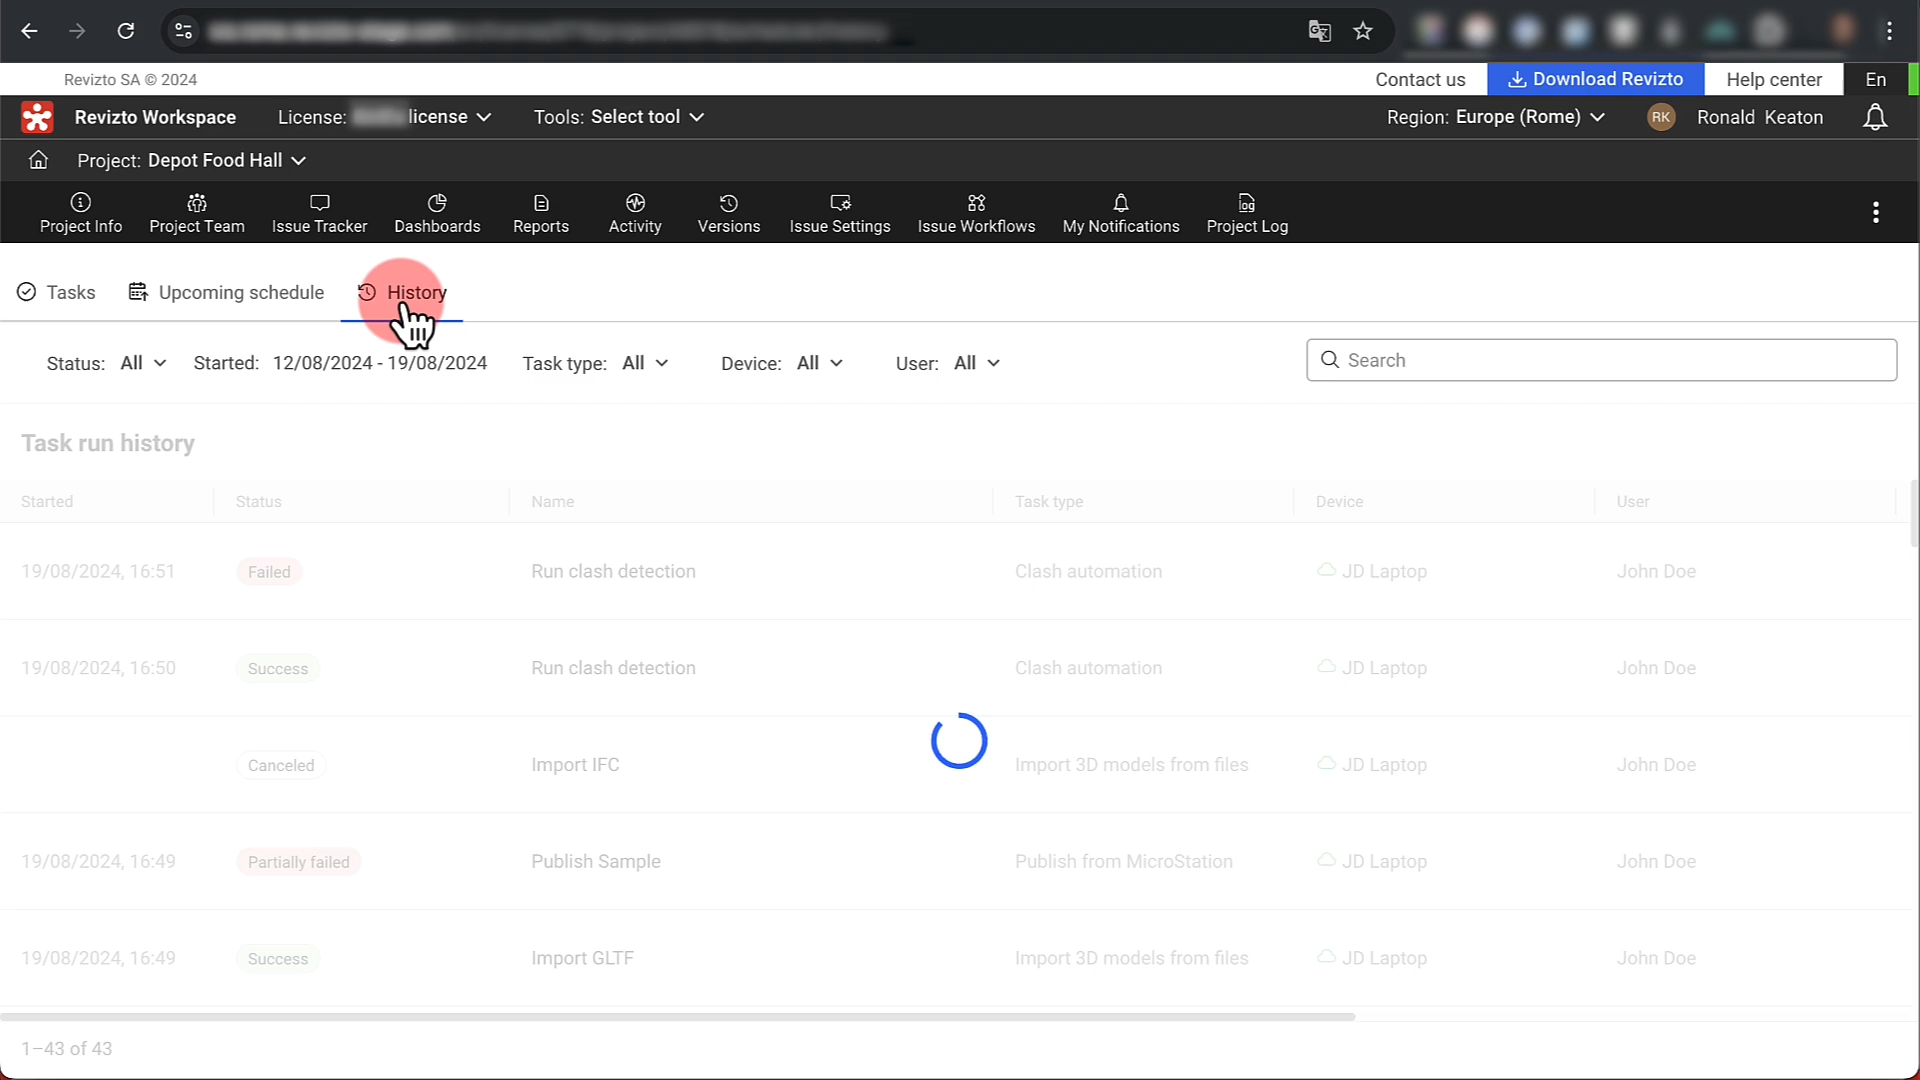 Revizto SA © 2024
Contact us
Download Revizto
Help center
En
Revizto Workspace
License: license
Tools: Select tool
Region: Europe (Rome)
RK
Ronald Keaton
Project: Depot Food Hall
Project Info
Project Team
Issue Tracker
Dashboards
Reports
Activity
Versions
Issue Settings
Issue Workflows
My Notifications
Project Log
Tasks
Upcoming schedule
History
Status: All
Started: 12/08/2024 - 19/08/2024
Task type: All
Device: All
User: All
Search
Task run history
Started Status Name Task type Device User
19/08/2024, 16:51 Failed Run clash detection Clash automation JD Laptop John Doe
19/08/2024, 16:50 Success Run clash detection Clash automation JD Laptop John Doe
Canceled Import IFC Import 3D models from files JD Laptop John Doe
19/08/2024, 16:49 Partially failed Publish Sample Publish from MicroStation JD Laptop John Doe
19/08/2024, 16:49 Success Import GLTF Import 3D models from files JD Laptop John Doe
1–43 of 43